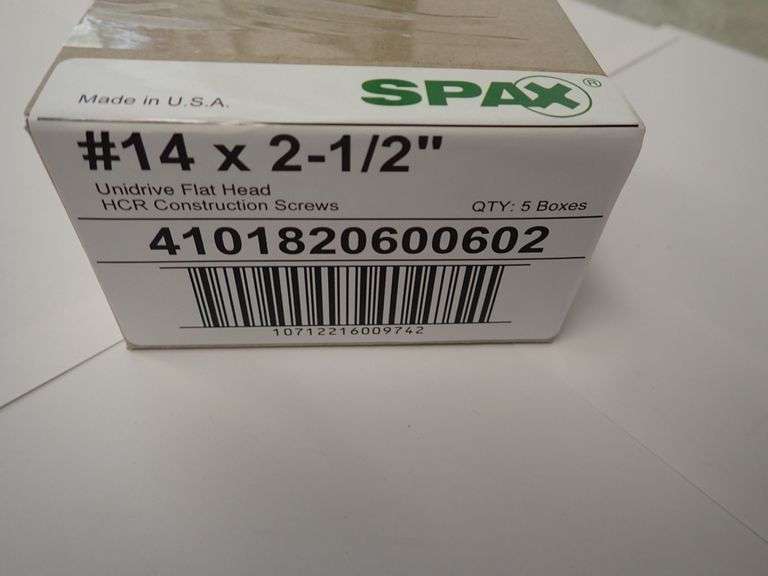 Made in U.S.A.
SPAX®
#14 x 2-1/2"
Unidrive Flat Head
HCR Construction Screws
QTY: 5 Boxes
4101820600602
10712216009742